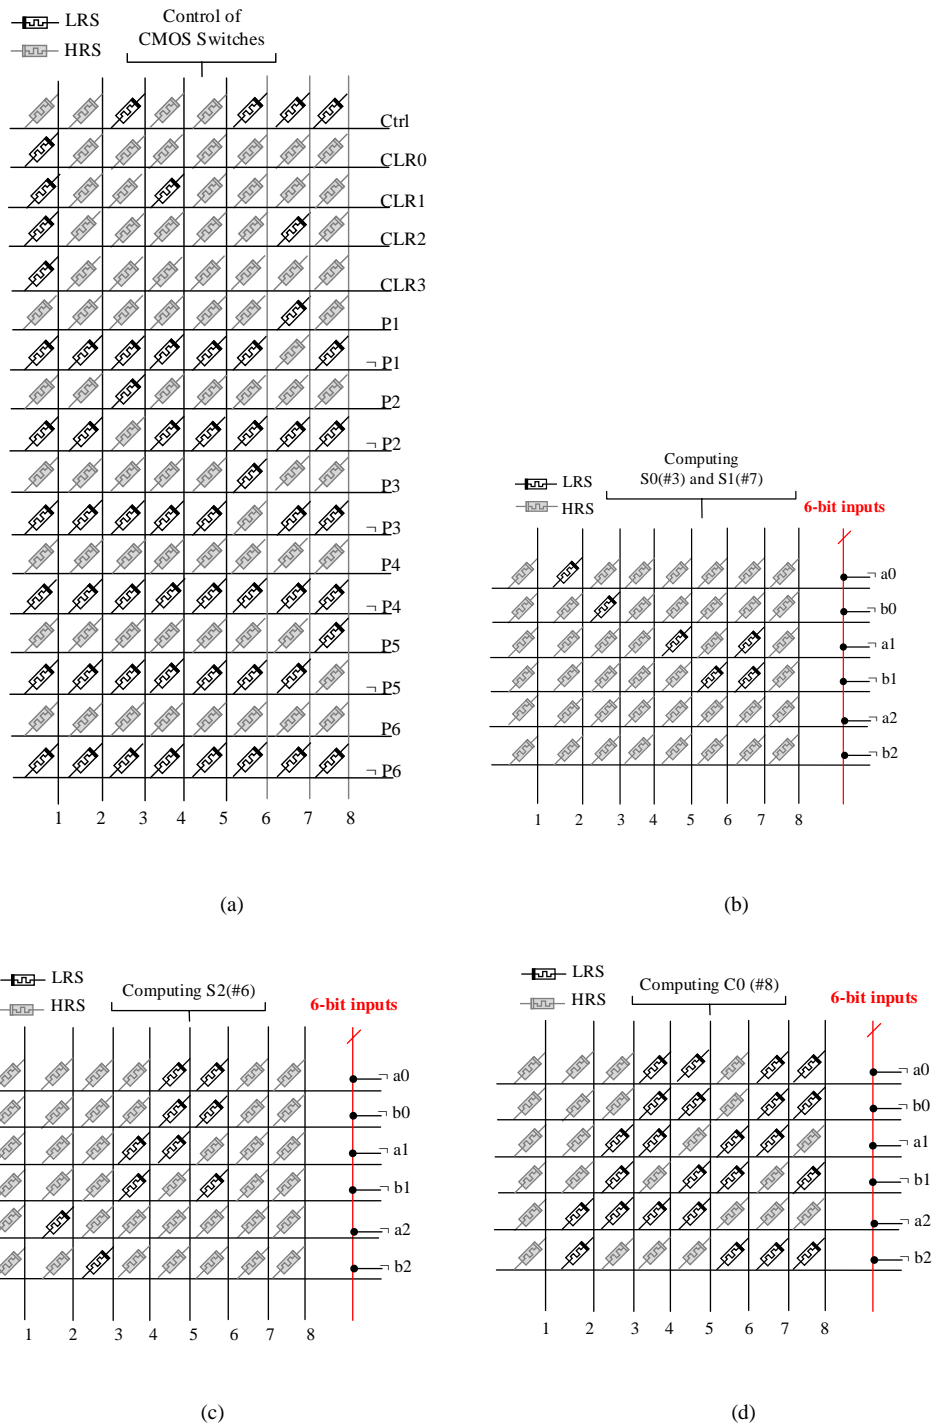 LRS
HRS
Control of
CMOS Switches
Ctrl
CLR0
CLR1
CLR2
CLR3
P1
¬ P1
P2
¬ P2
P3
¬ P3
P4
¬ P4
P5
¬ P5
P6
¬ P6
1 2 3 4 5 6 7 8
(a)
LRS
HRS
Computing
S0(#3) and S1(#7)
6-bit inputs
¬ a0
¬ b0
¬ a1
¬ b1
¬ a2
¬ b2
1 2 3 4 5 6 7 8
(b)
LRS
HRS
Computing S2(#6)
6-bit inputs
¬ a0
¬ b0
¬ a1
¬ b1
¬ a2
¬ b2
1 2 3 4 5 6 7 8
(c)
LRS
HRS
Computing C0 (#8)
6-bit inputs
¬ a0
¬ b0
¬ a1
¬ b1
¬ a2
¬ b2
1 2 3 4 5 6 7 8
(d)